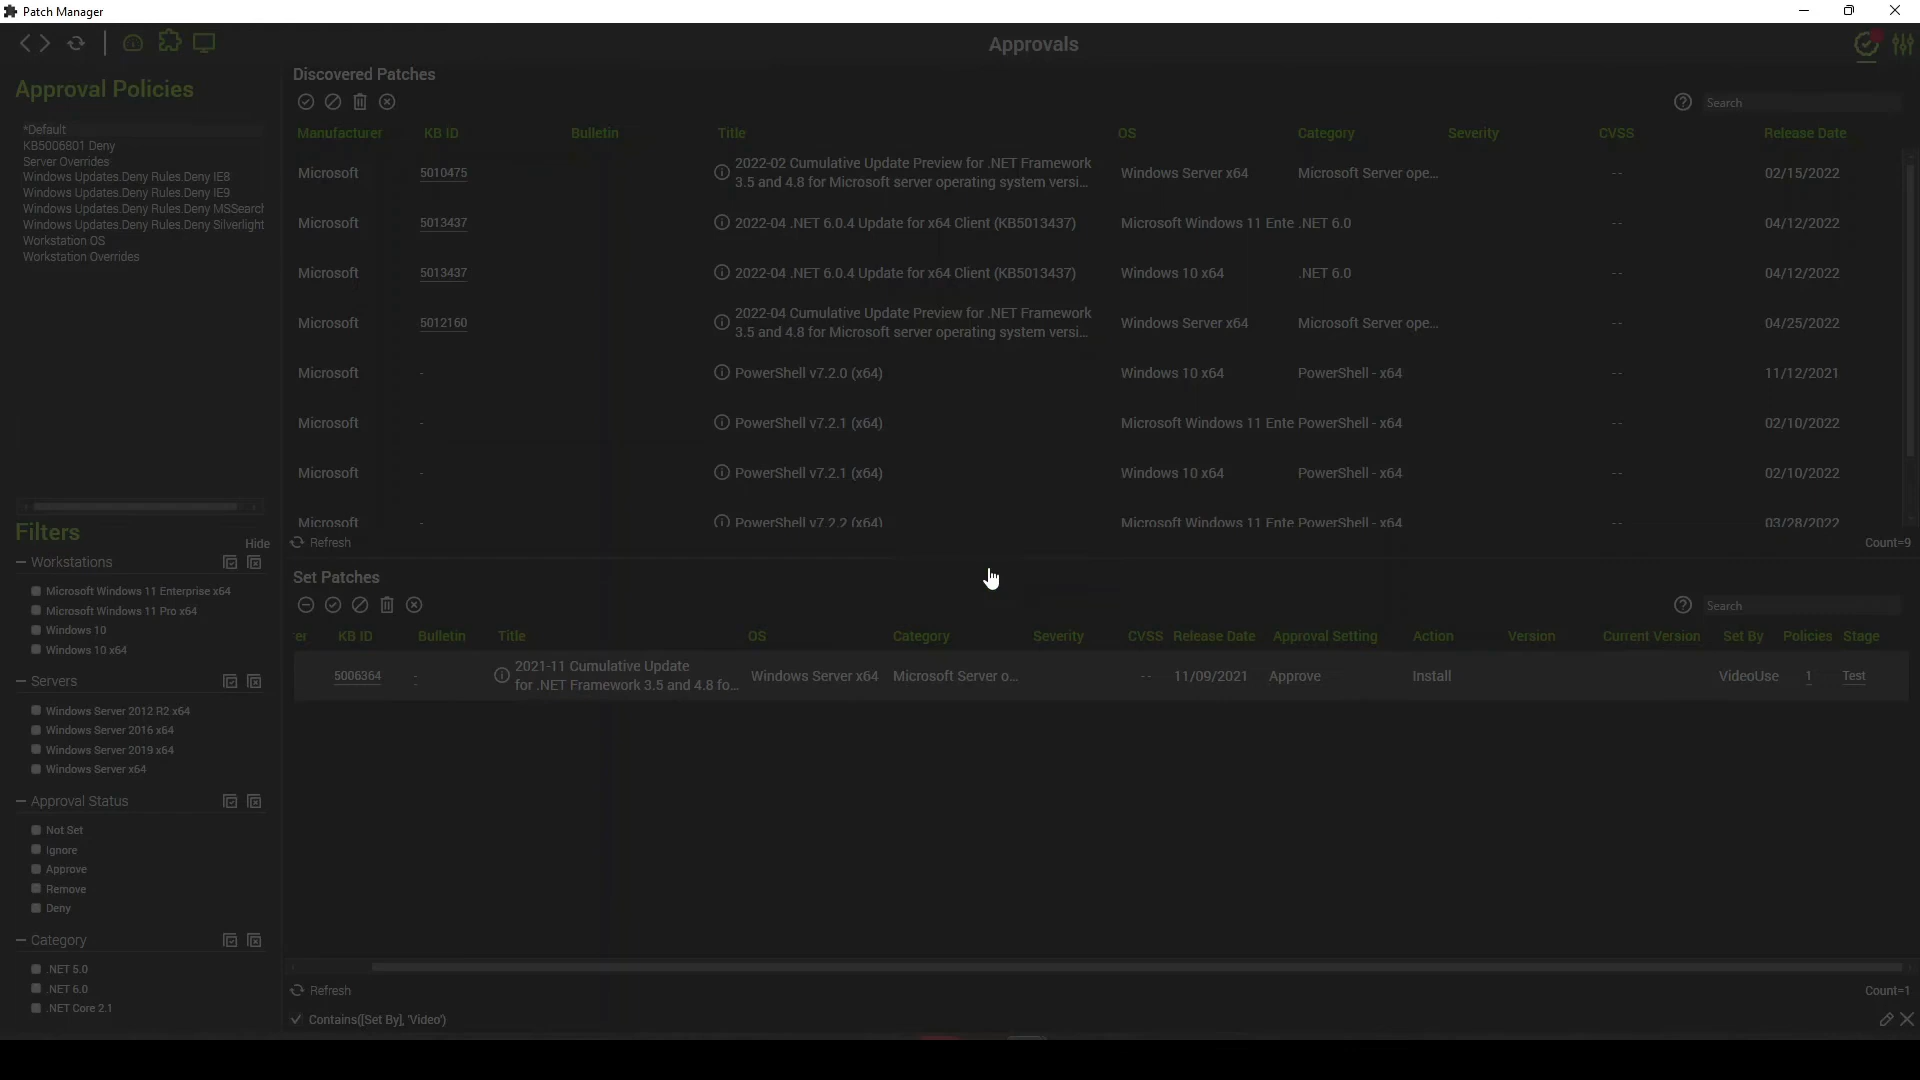 Patch Manager
Approvals
Approval Policies
*Default
KB5006801 Deny
Server Overrides
Windows Updates.Deny Rules.Deny IE8
Windows Updates.Deny Rules.Deny IE9
Windows Updates.Deny Rules.Deny MSSearch
Windows Updates.Deny Rules.Deny Silverlight
Workstation OS
Workstation Overrides
Filters
Hide
Workstations
Microsoft Windows 11 Enterprise x64
Microsoft Windows 11 Pro x64
Windows 10
Windows 10 x64
Servers
Windows Server 2012 R2 x64
Windows Server 2016 x64
Windows Server 2019 x64
Windows Server x64
Approval Status
Not Set
Ignore
Approve
Remove
Deny
Category
.NET 5.0
.NET 6.0
.NET Core 2.1
Discovered Patches
Search
Manufacturer KB ID Bulletin Title OS Category Severity CVSS Release Date
Microsoft 5010475 2022-02 Cumulative Update Preview for .NET Framework Windows Server x64 Microsoft Server ope... -- 02/15/2022
3.5 and 4.8 for Microsoft server operating system versi...
Microsoft 5013437 2022-04 .NET 6.0.4 Update for x64 Client (KB5013437) Microsoft Windows 11 Ente .NET 6.0 -- 04/12/2022
Microsoft 5013437 2022-04 .NET 6.0.4 Update for x64 Client (KB5013437) Windows 10 x64 .NET 6.0 -- 04/12/2022
Microsoft 5012160 2022-04 Cumulative Update Preview for .NET Framework Windows Server x64 Microsoft Server ope... -- 04/25/2022
3.5 and 4.8 for Microsoft server operating system versi...
Microsoft - PowerShell v7.2.0 (x64) Windows 10 x64 PowerShell - x64 -- 11/12/2021
Microsoft - PowerShell v7.2.1 (x64) Microsoft Windows 11 Ente PowerShell - x64 -- 02/10/2022
Microsoft - PowerShell v7.2.1 (x64) Windows 10 x64 PowerShell - x64 -- 02/10/2022
Microsoft - PowerShell v7.2.2 (x64) Microsoft Windows 11 Ente PowerShell - x64 -- 03/28/2022
Refresh Count=9
Set Patches
Search
er KB ID Bulletin Title OS Category Severity CVSS Release Date Approval Setting Action Version Current Version Set By Policies Stage
5006364 - 2021-11 Cumulative Update Windows Server x64 Microsoft Server o... -- 11/09/2021 Approve Install VideoUse 1 Test
for .NET Framework 3.5 and 4.8 fo...
Refresh Count=1
Contains([Set By], 'Video')